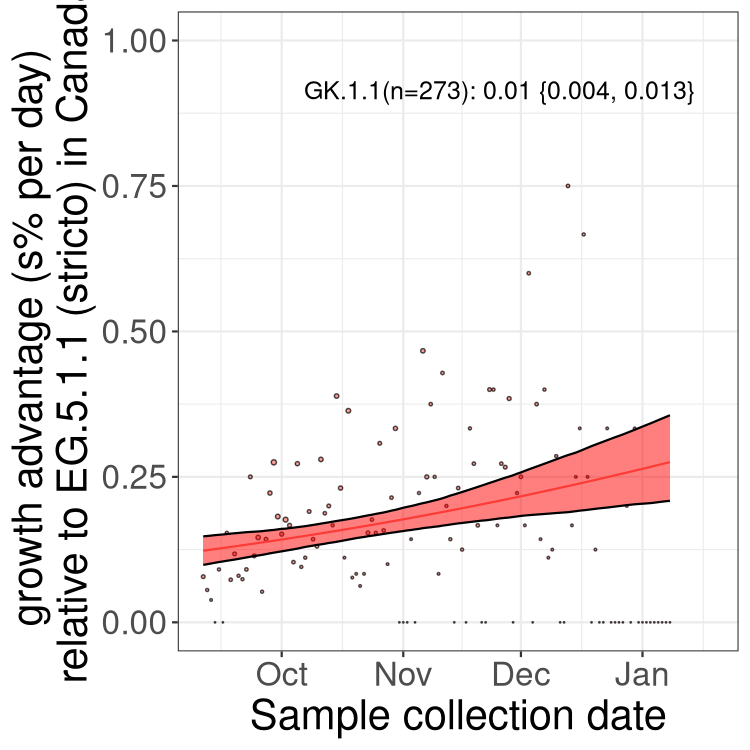 growth advantage (s% per day)
relative to EG.5.1.1 (stricto) in Canada
1.00
0.75
0.50
0.25
0.00
GK.1.1(n=273): 0.01 {0.004, 0.013}
Oct Nov Dec Jan
Sample collection date